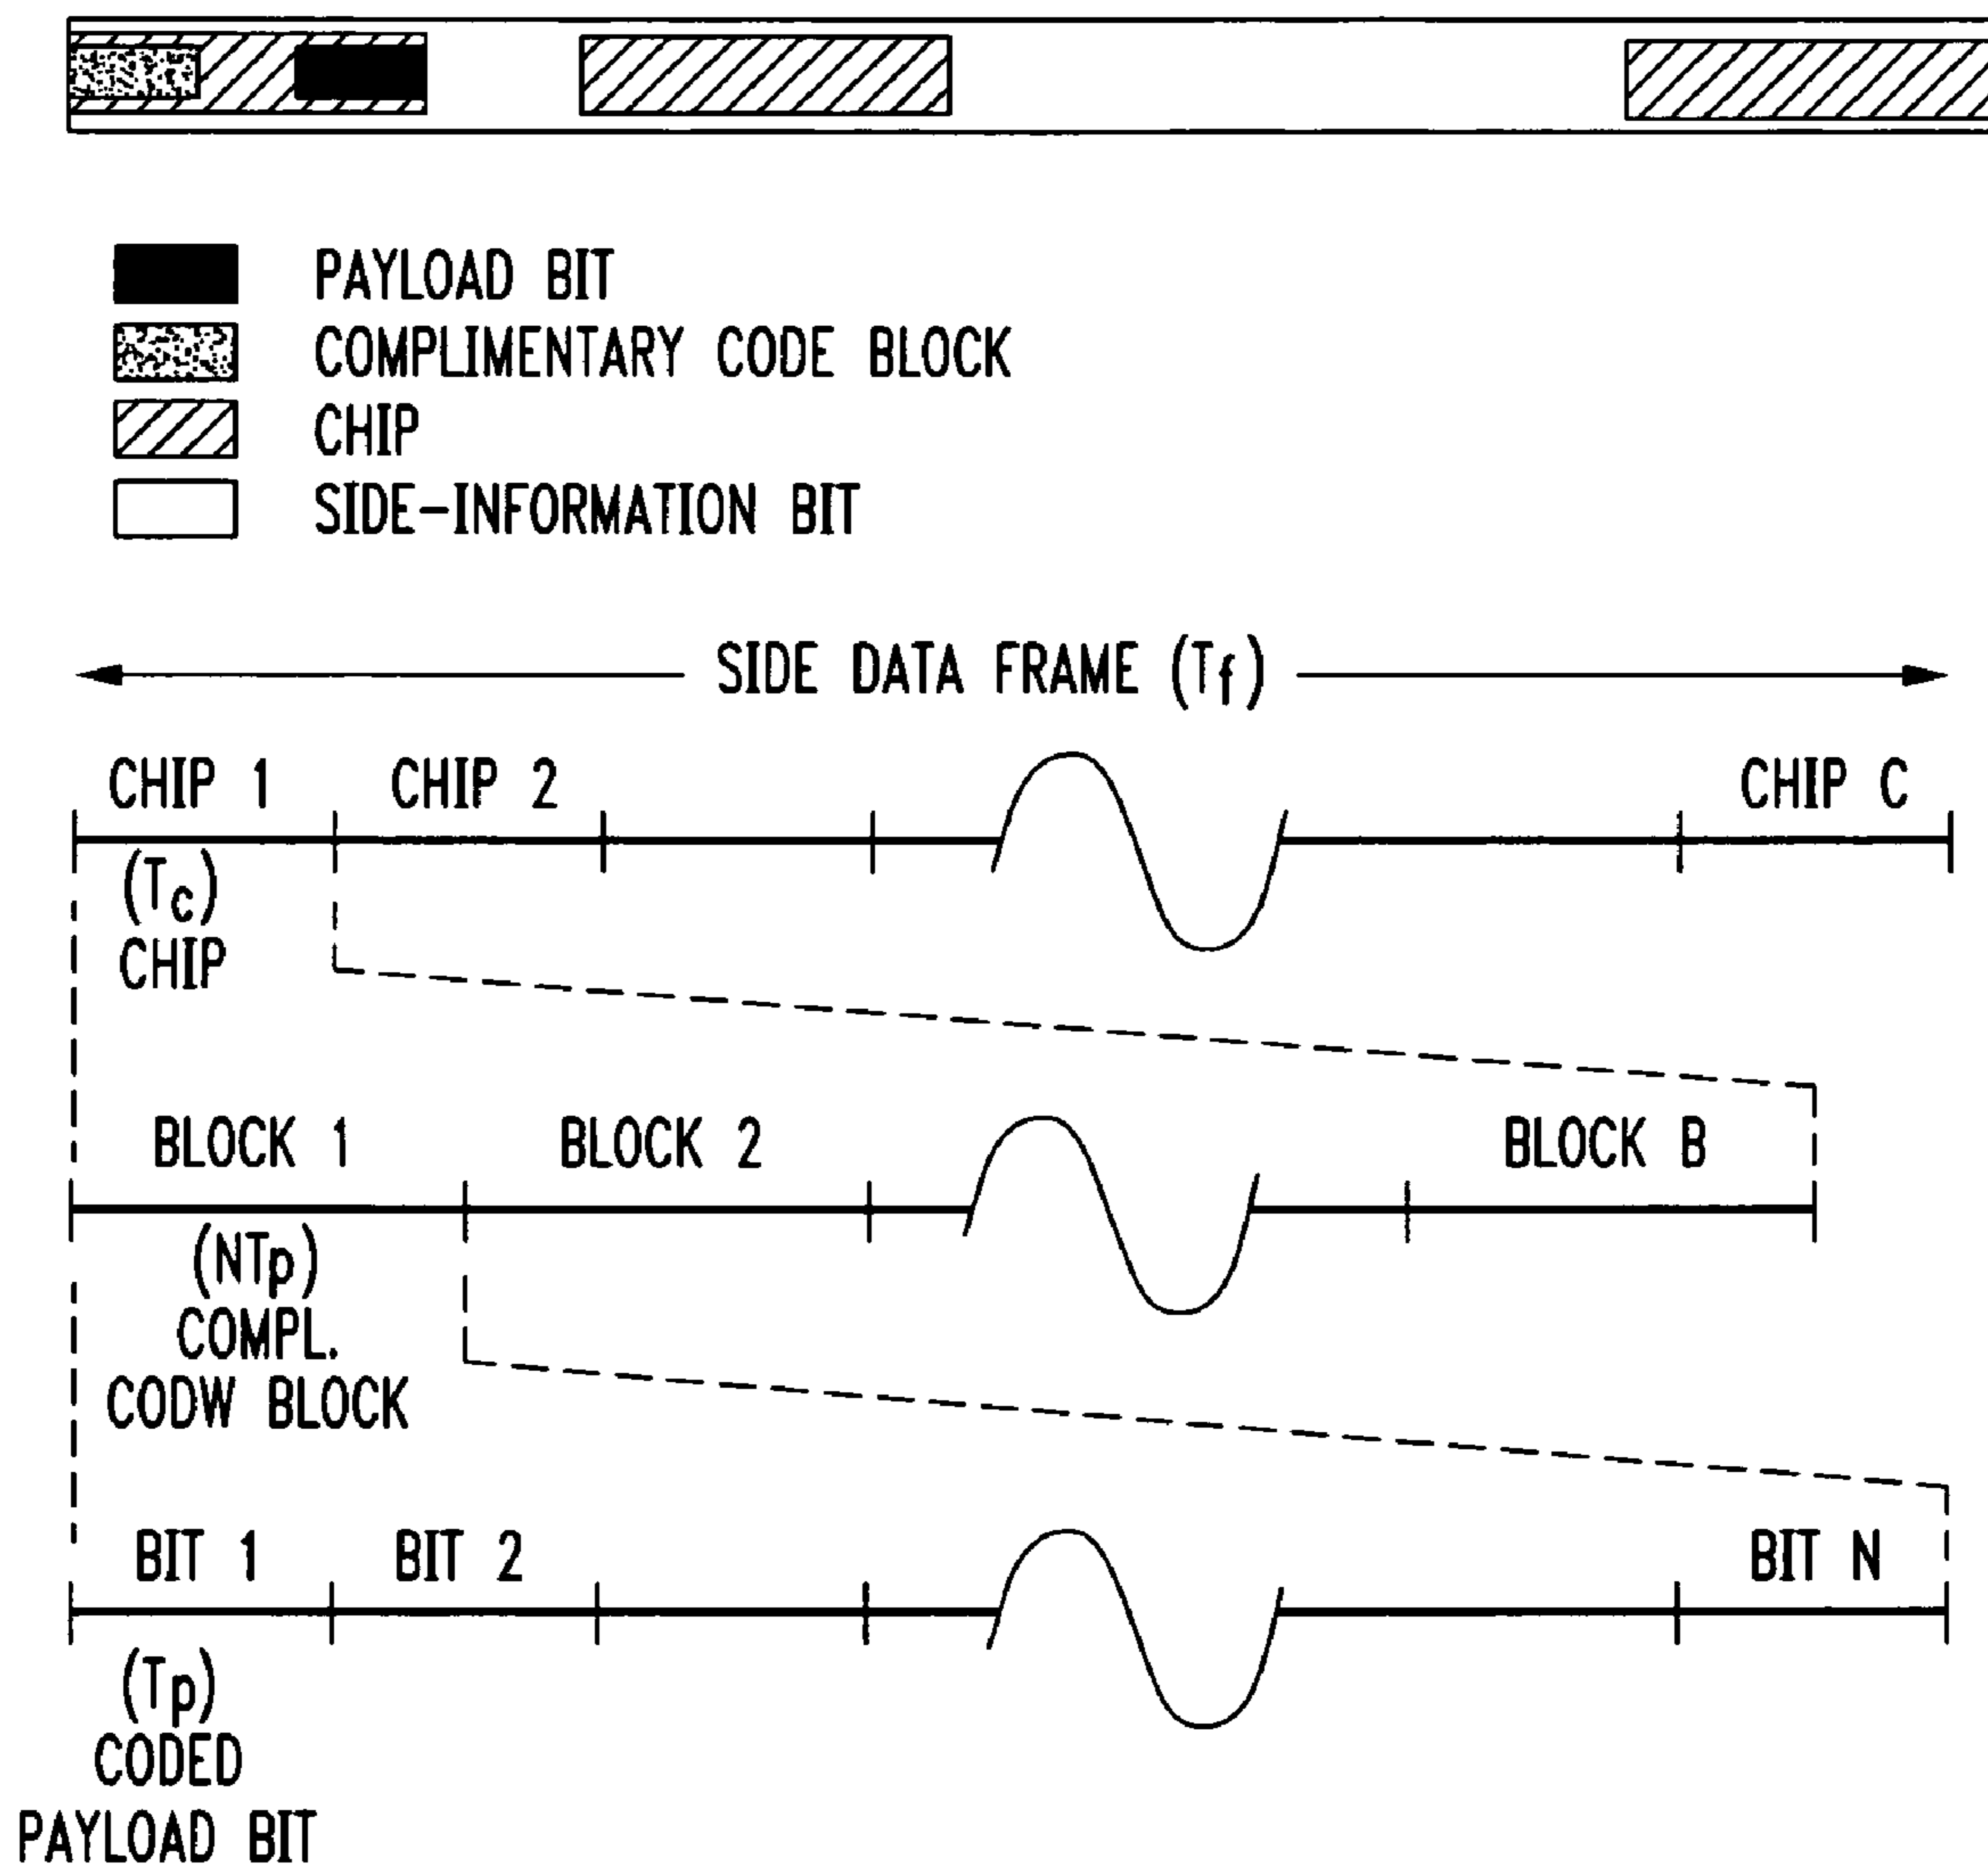 PAYLOAD BIT
COMPLIMENTARY CODE BLOCK
CHIP
SIDE-INFORMATION BIT
SIDE DATA FRAME (Tf)
CHIP 1 CHIP 2 CHIP C
(Tc)
CHIP
BLOCK 1 BLOCK 2 BLOCK B
(NTp)
COMPL.
CODW BLOCK
BIT 1 BIT 2 BIT N
(Tp)
CODED
PAYLOAD BIT